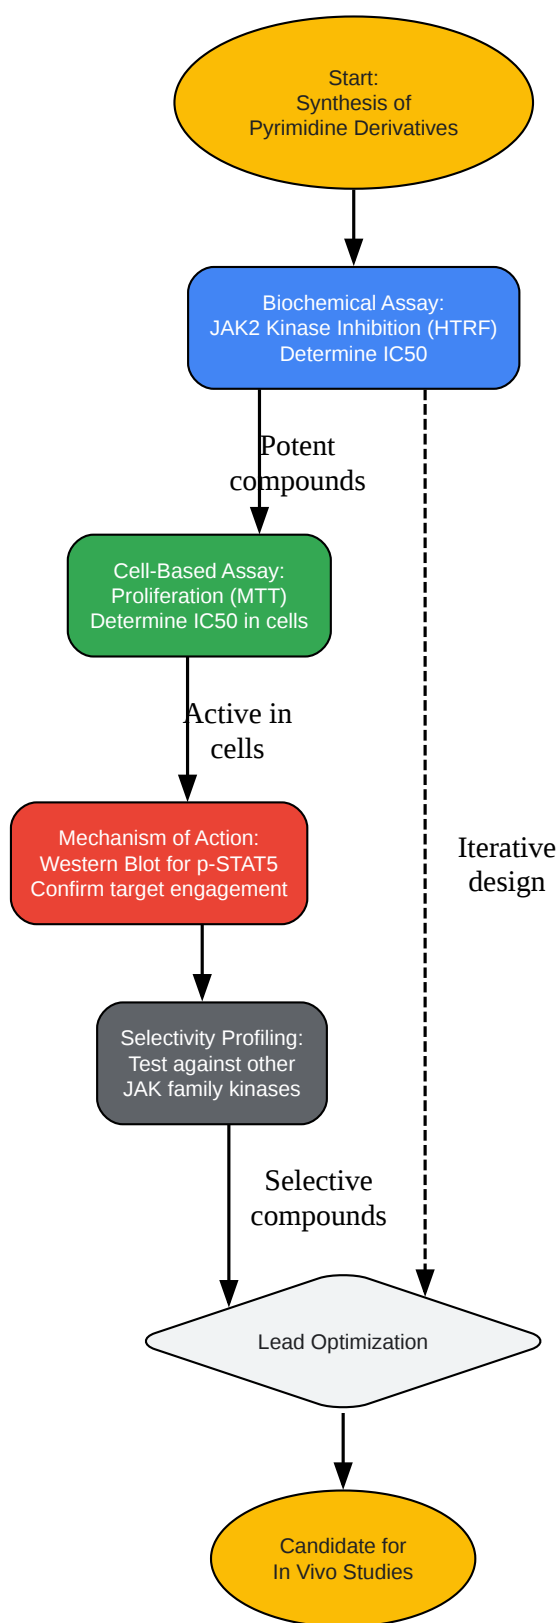 Start:
Synthesis of
Pyrimidine Derivatives
Biochemical Assay:
JAK2 Kinase Inhibition (HTRF)
Determine IC50
Potent
compounds
Cell-Based Assay:
Proliferation (MTT)
Determine IC50 in cells
Active in
cells
Mechanism of Action:
Western Blot for p-STAT5
Confirm target engagement
Iterative
design
Selectivity Profiling:
Test against other
JAK family kinases
Selective
compounds
Lead Optimization
Candidate for
In Vivo Studies